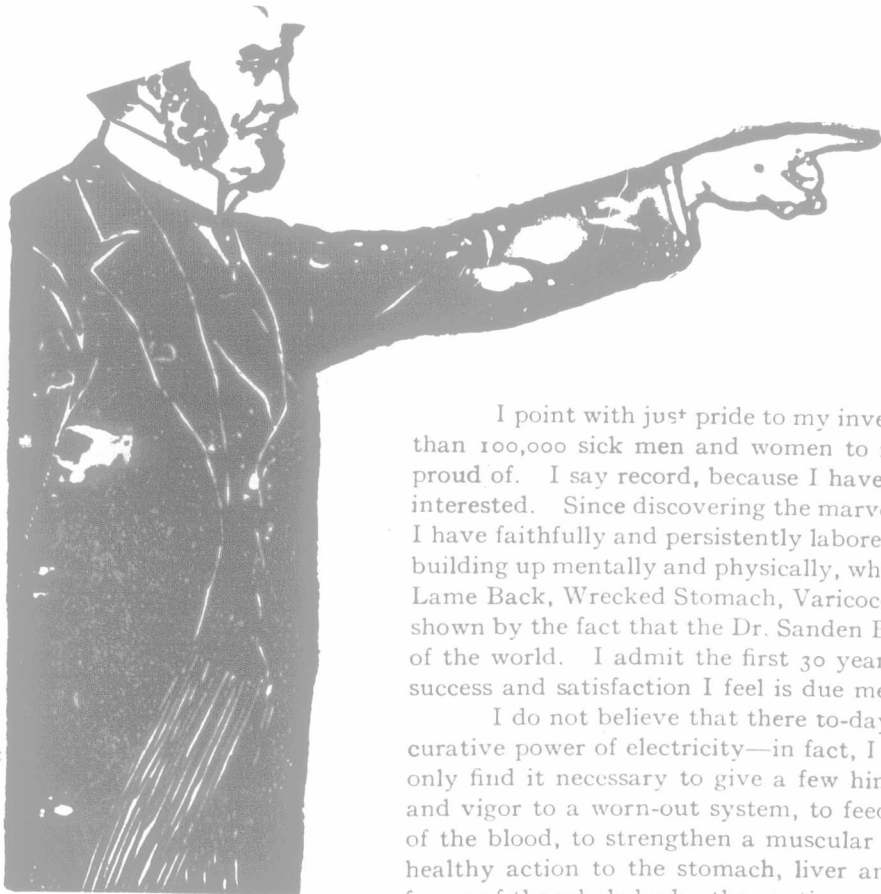 I point with just pride to my inve
than 100,000 sick men and women to
proud of. I say record, because I have
interested. Since discovering the marv
I have faithfully and persistently labore
building up mentally and physically, wh
Lame Back, Wrecked Stomach, Varicoc
shown by the fact that the Dr. Sanden E
of the world. I admit the first 30 year
success and satisfaction I feel is due me
I do not believe that there to-day
curative power of electricity—in fact, I
only find it necessary to give a few hin
and vigor to a worn-out system, to feed
of the blood, to strengthen a muscular
healthy action to the stomach, liver an